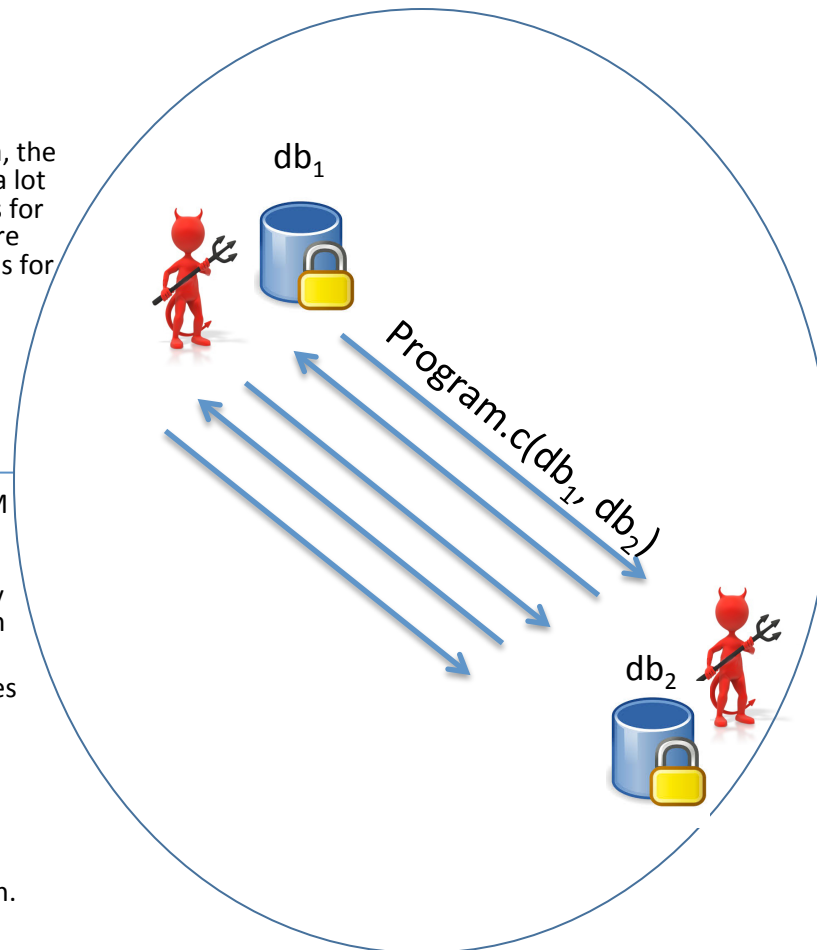 , the
a lot
s for
re
s for
M
n
es
n.
db₁
Program.c(db₁, db₂)
db₂